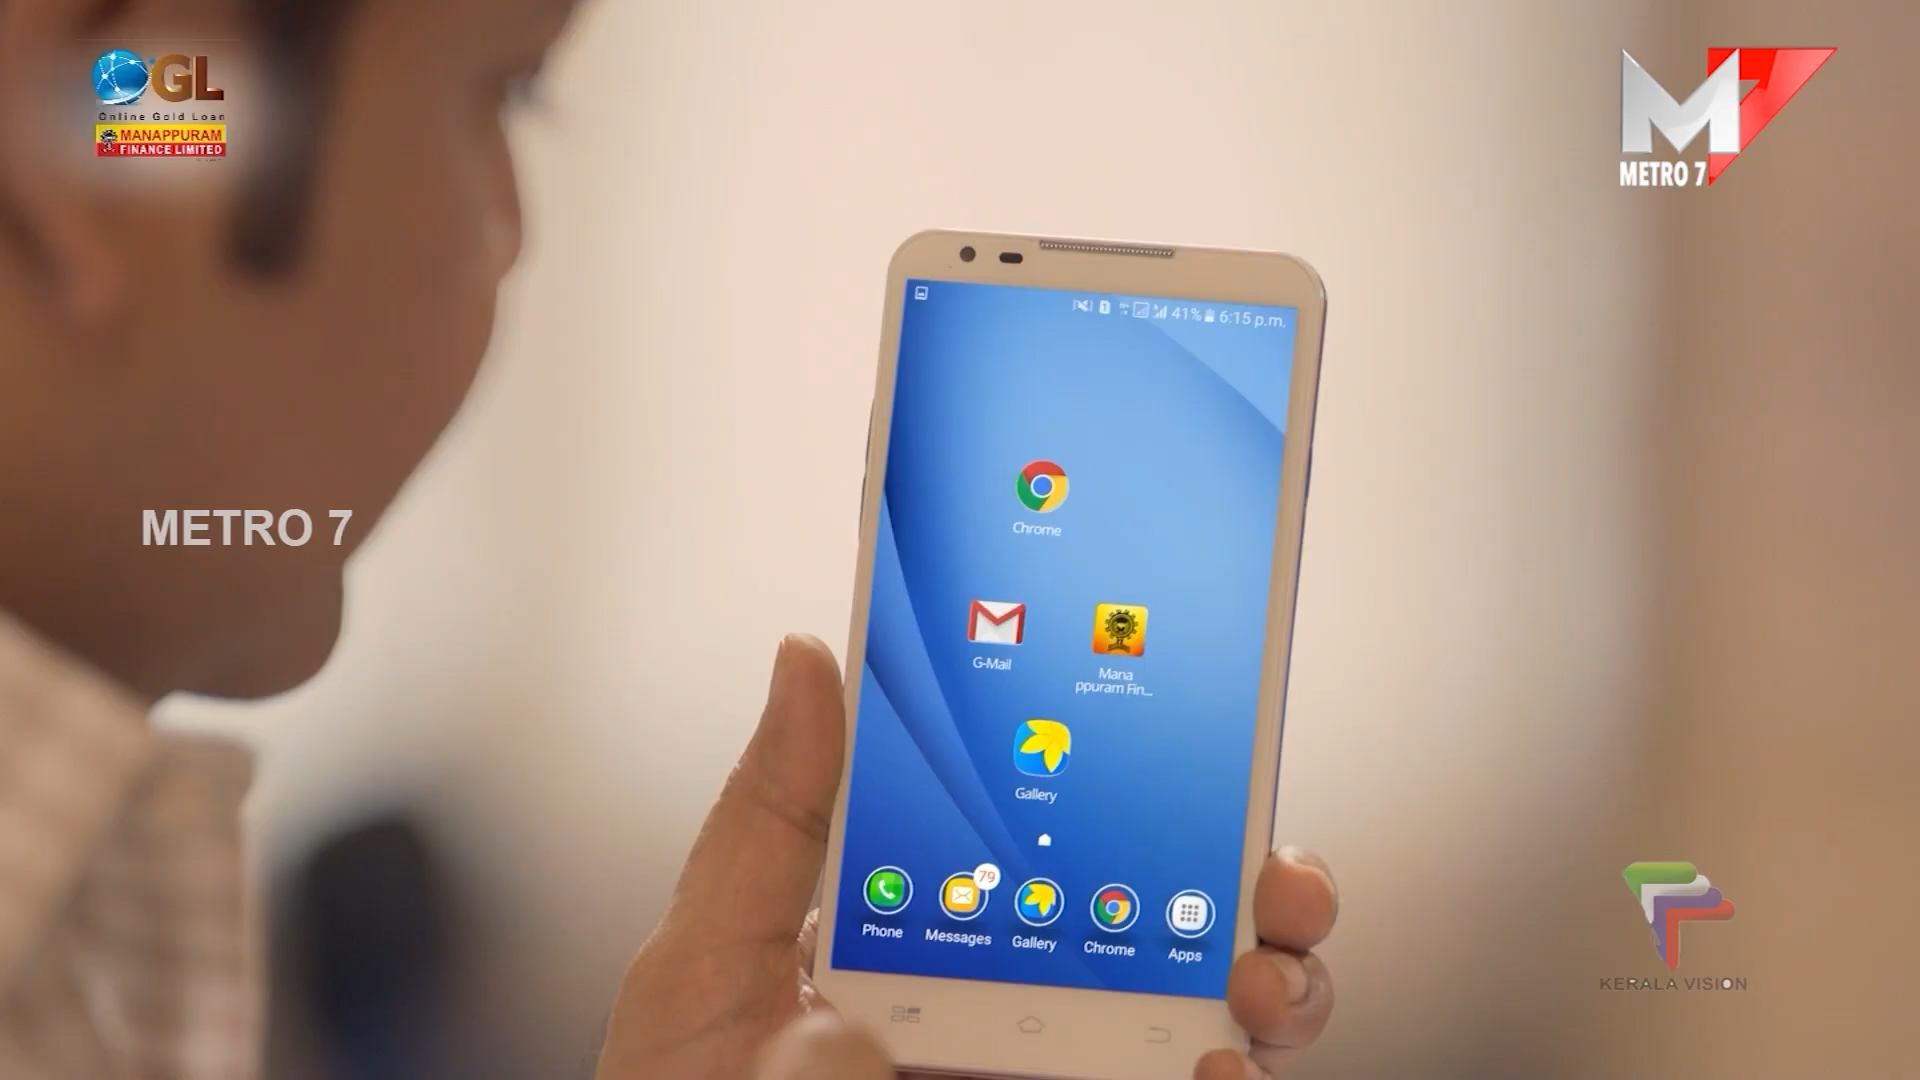 GL
Online Gold Loan
MANAPPURAM
FINANCE LIMITED
M7
METRO 7
41% 6:15 p.m.
Chrome
METRO 7
G-Mail
Mana
ppuram Fin...
Gallery
79
Phone
Messages
Gallery
Chrome
Apps
KERALA VISION